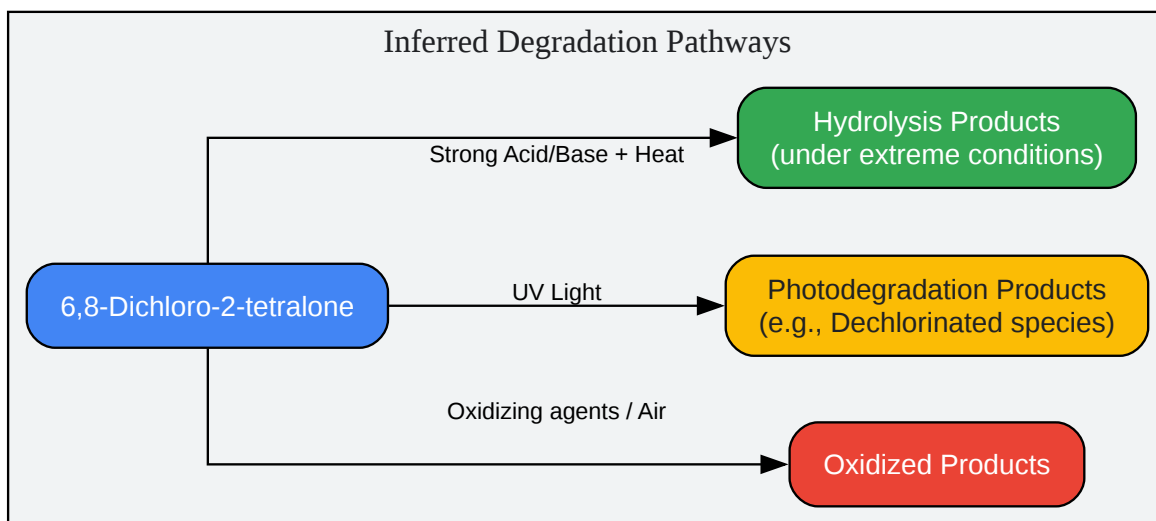 Inferred Degradation Pathways
Hydrolysis Products
(under extreme conditions)
Strong Acid/Base + Heat
6,8-Dichloro-2-tetralone
UV Light
Photodegradation Products
(e.g., Dechlorinated species)
Oxidizing agents / Air
Oxidized Products